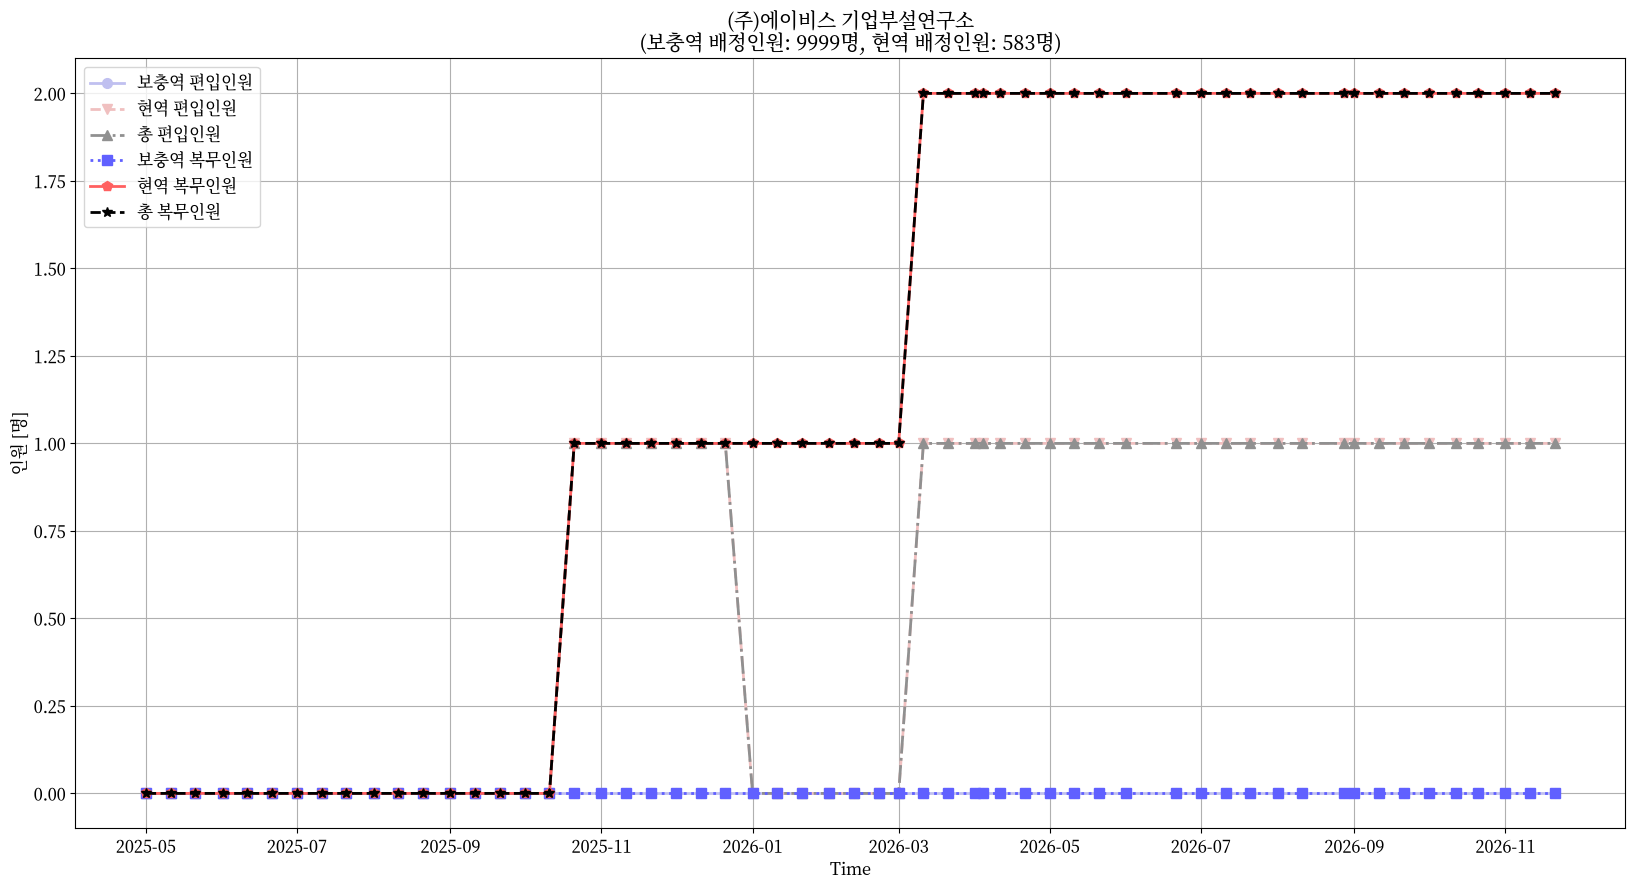 (주)에이비스 기업부설연구소
(보충역 배정인원: 9999명, 현역 배정인원: 583명)
보충역 편입인원
현역 편입인원
총 편입인원
보충역 복무인원
현역 복무인원
총 복무인원
2.00
1.75
1.50
1.25
1.00
0.75
0.50
0.25
0.00
인원 [명]
2025-05 2025-07 2025-09 2025-11 2026-01 2026-03 2026-05 2026-07 2026-09 2026-11
Time